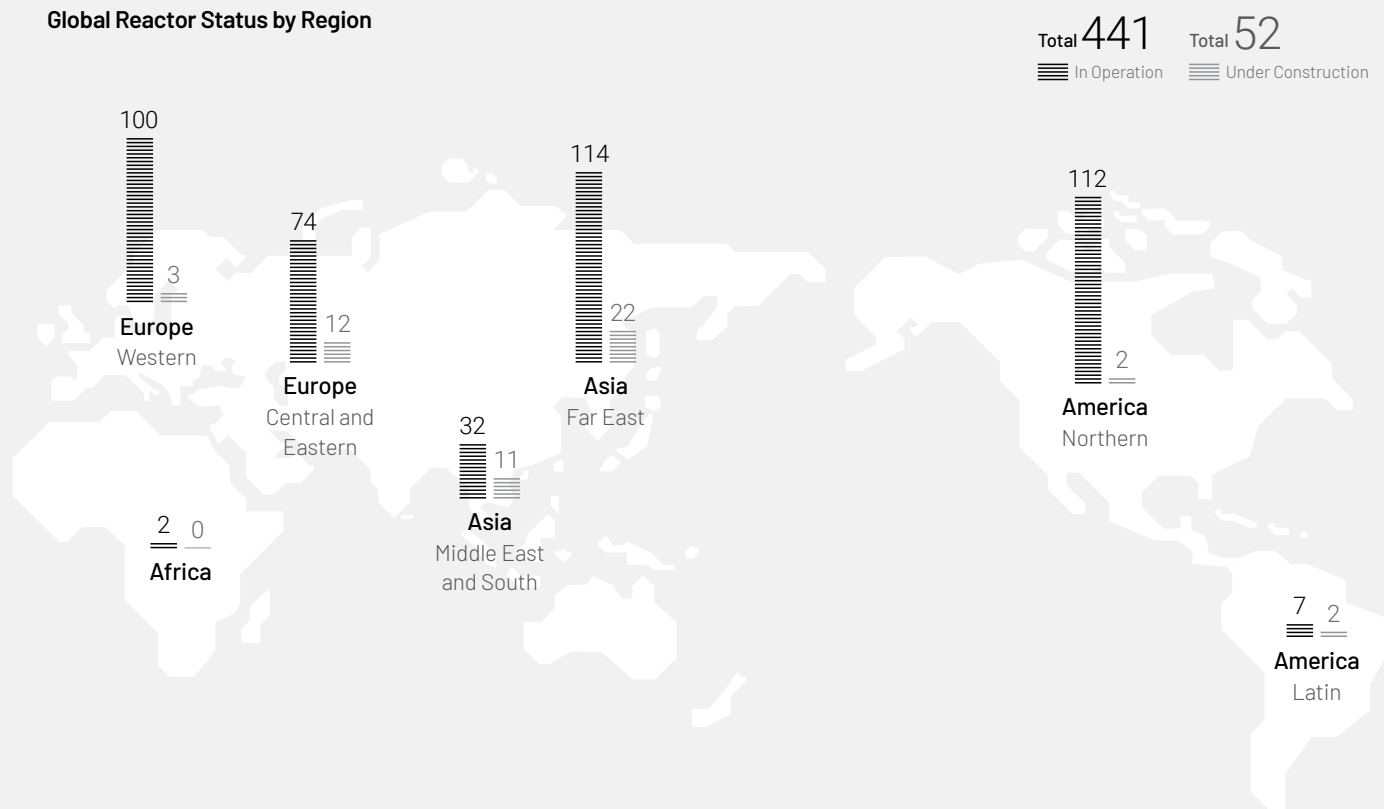 Global Reactor Status by Region
Total 441
In Operation
Total 52
Under Construction
100
3
Europe
Western
74
12
Europe
Central and
Eastern
114
22
Asia
Far East
32
11
Asia
Middle East
and South
112
2
America
Northern
2
0
Africa
7
2
America
Latin